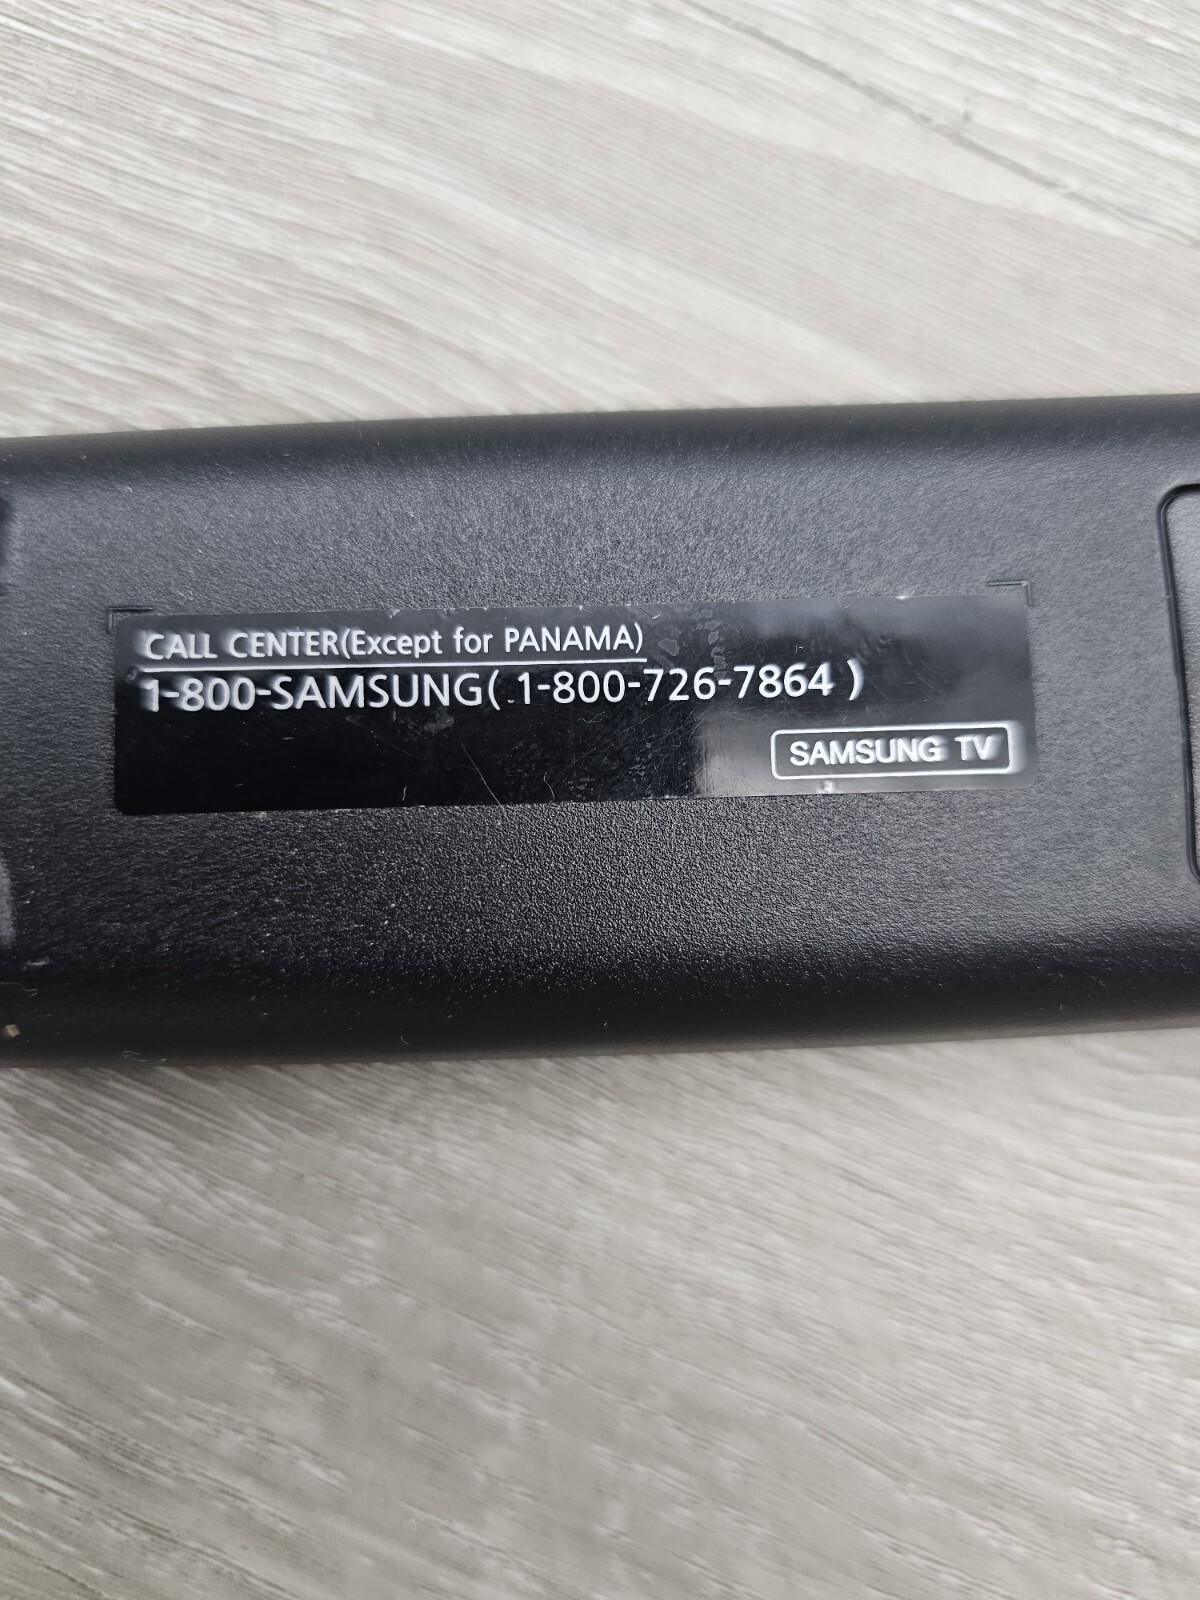 CALL CENTER(Except for PANAMA)
1-800-SAMSUNG( 1-800-726-7864 )
SAMSUNG TV